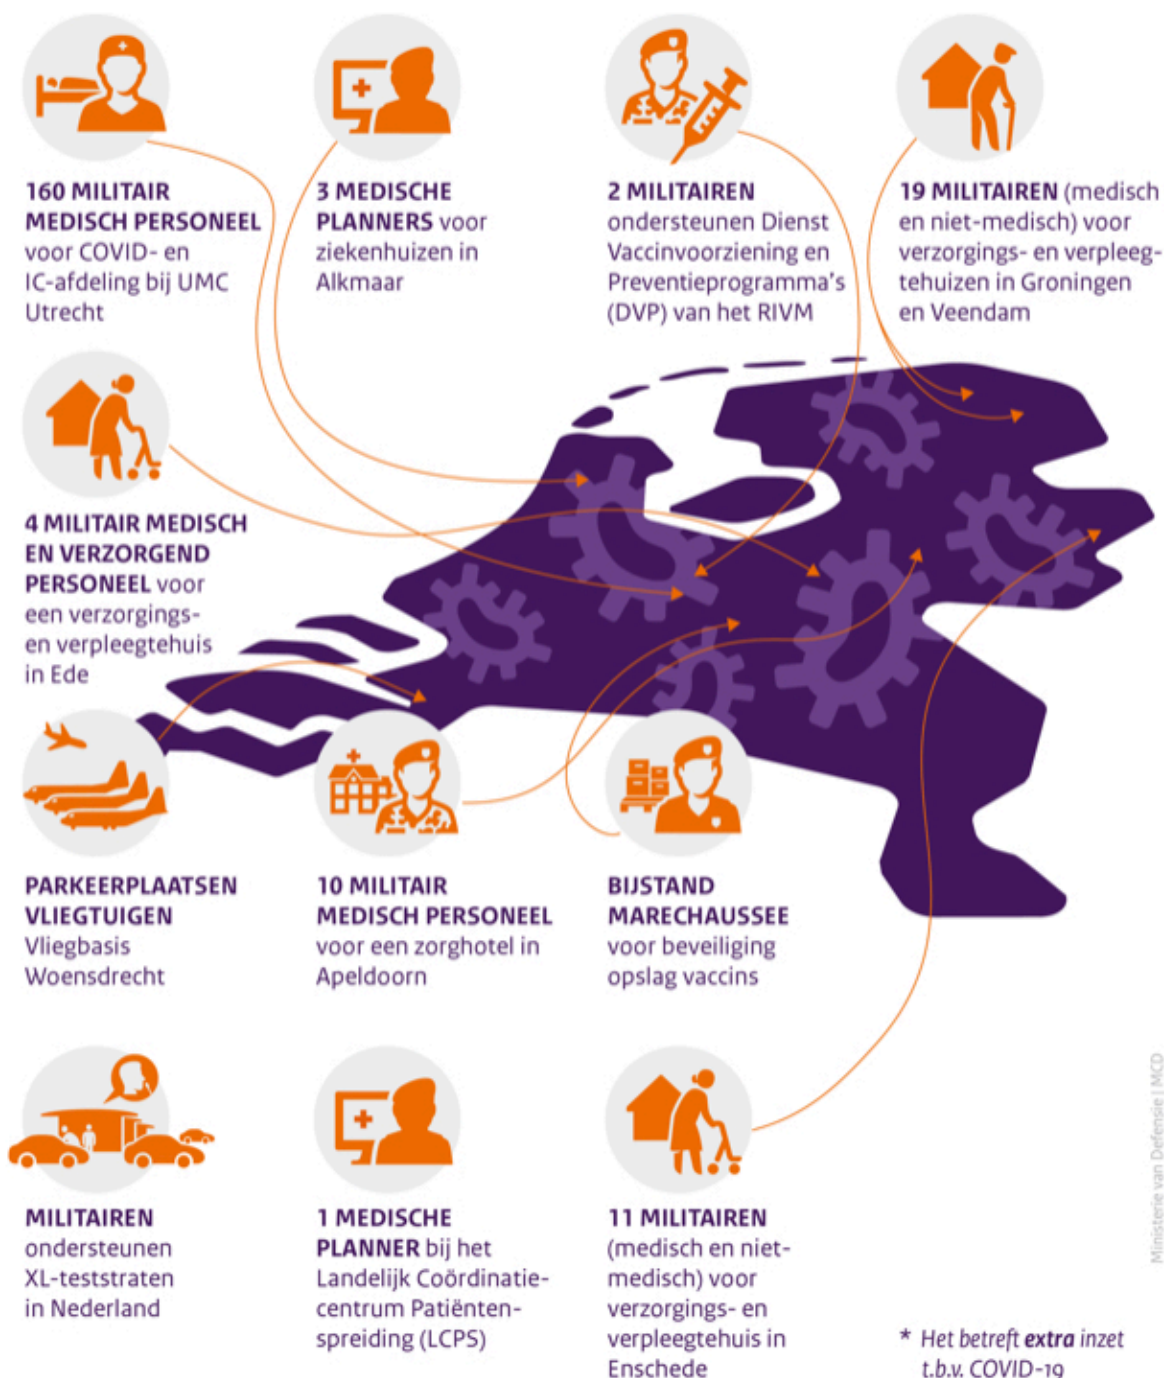 160 MILITAIR
MEDISCH PERSONEEL
voor COVID- en
IC-afdeling bij UMC
Utrecht
3 MEDISCHE
PLANNERS voor
ziekenhuizen in
Alkmaar
2 MILITAIREN
ondersteunen Dienst
Vaccinvoorziening en
Preventieprogramma's
(DVP) van het RIVM
19 MILITAIREN (medisch
en niet-medisch) voor
verzorgings- en verpleeg-
tehuizen in Groningen
en Veendam
4 MILITAIR MEDISCH
EN VERZORGEND
PERSONEEL voor
een verzorgings-
en verpleegtehuis
in Ede
PARKEERPLAATSEN
VLIEGTUIGEN
Vliegbasis
Woensdrecht
10 MILITAIR
MEDISCH PERSONEEL
voor een zorghotel in
Apeldoorn
BIJSTAND
MARECHAUSSEE
voor beveiliging
opslag vaccins
MILITAIREN
ondersteunen
XL-teststraten
in Nederland
1 MEDISCHE
PLANNER bij het
Landelijk Coördinatie-
centrum Patiënten-
spreiding (LCPS)
11 MILITAIREN
(medisch en niet-
medisch) voor
verzorgings- en
verpleegtehuis in
Enschede
* Het betreft extra inzet
t.b.v. COVID-19
Ministerie van Defensie | MCD